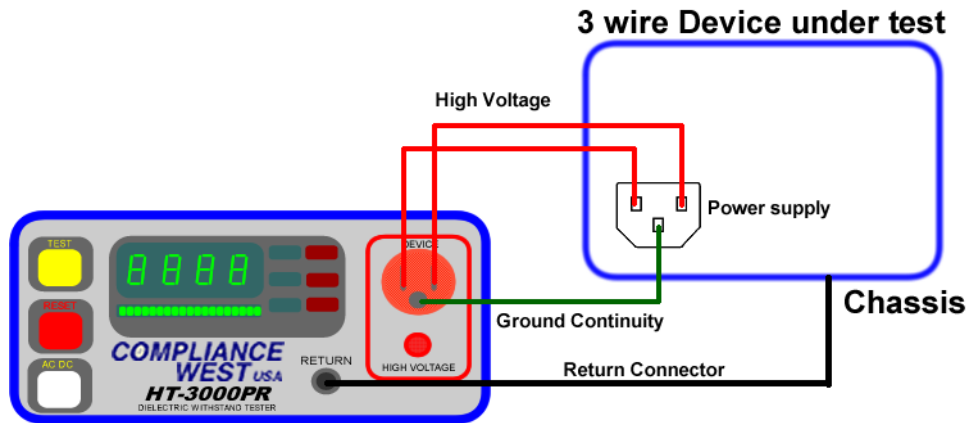 3 wire Device under test
High Voltage
Power supply
TEST
DEVICE
8888
RESET
Chassis
Ground Continuity
COMPLIANCE
WEST USA
RETURN
AC DC
HIGH VOLTAGE
Return Connector
HT-3000PR
DIELECTRIC WITHSTAND TESTER